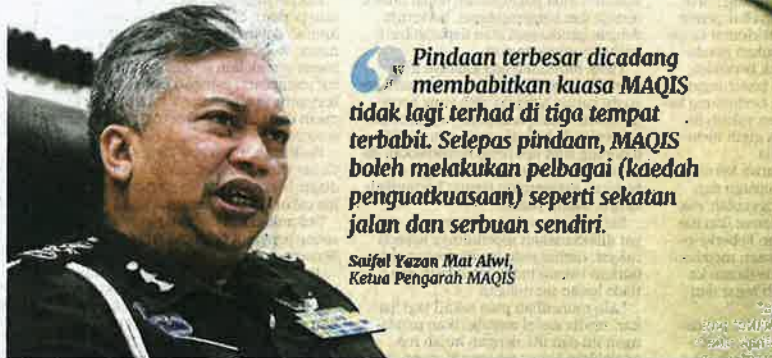 Pindaan terbesar dicadang
membabitkan kuasa MAQIS
tidak lagi terhad di tiga tempat
terbabit. Selepas pindaan, MAQIS
boleh melakukan pelbagai (kaedah
penguatkuasaan) seperti sekatan
jalan dan serbuan sendiri.
Saiful Yazan Mat Alwi,
Ketua Pengarah MAQIS